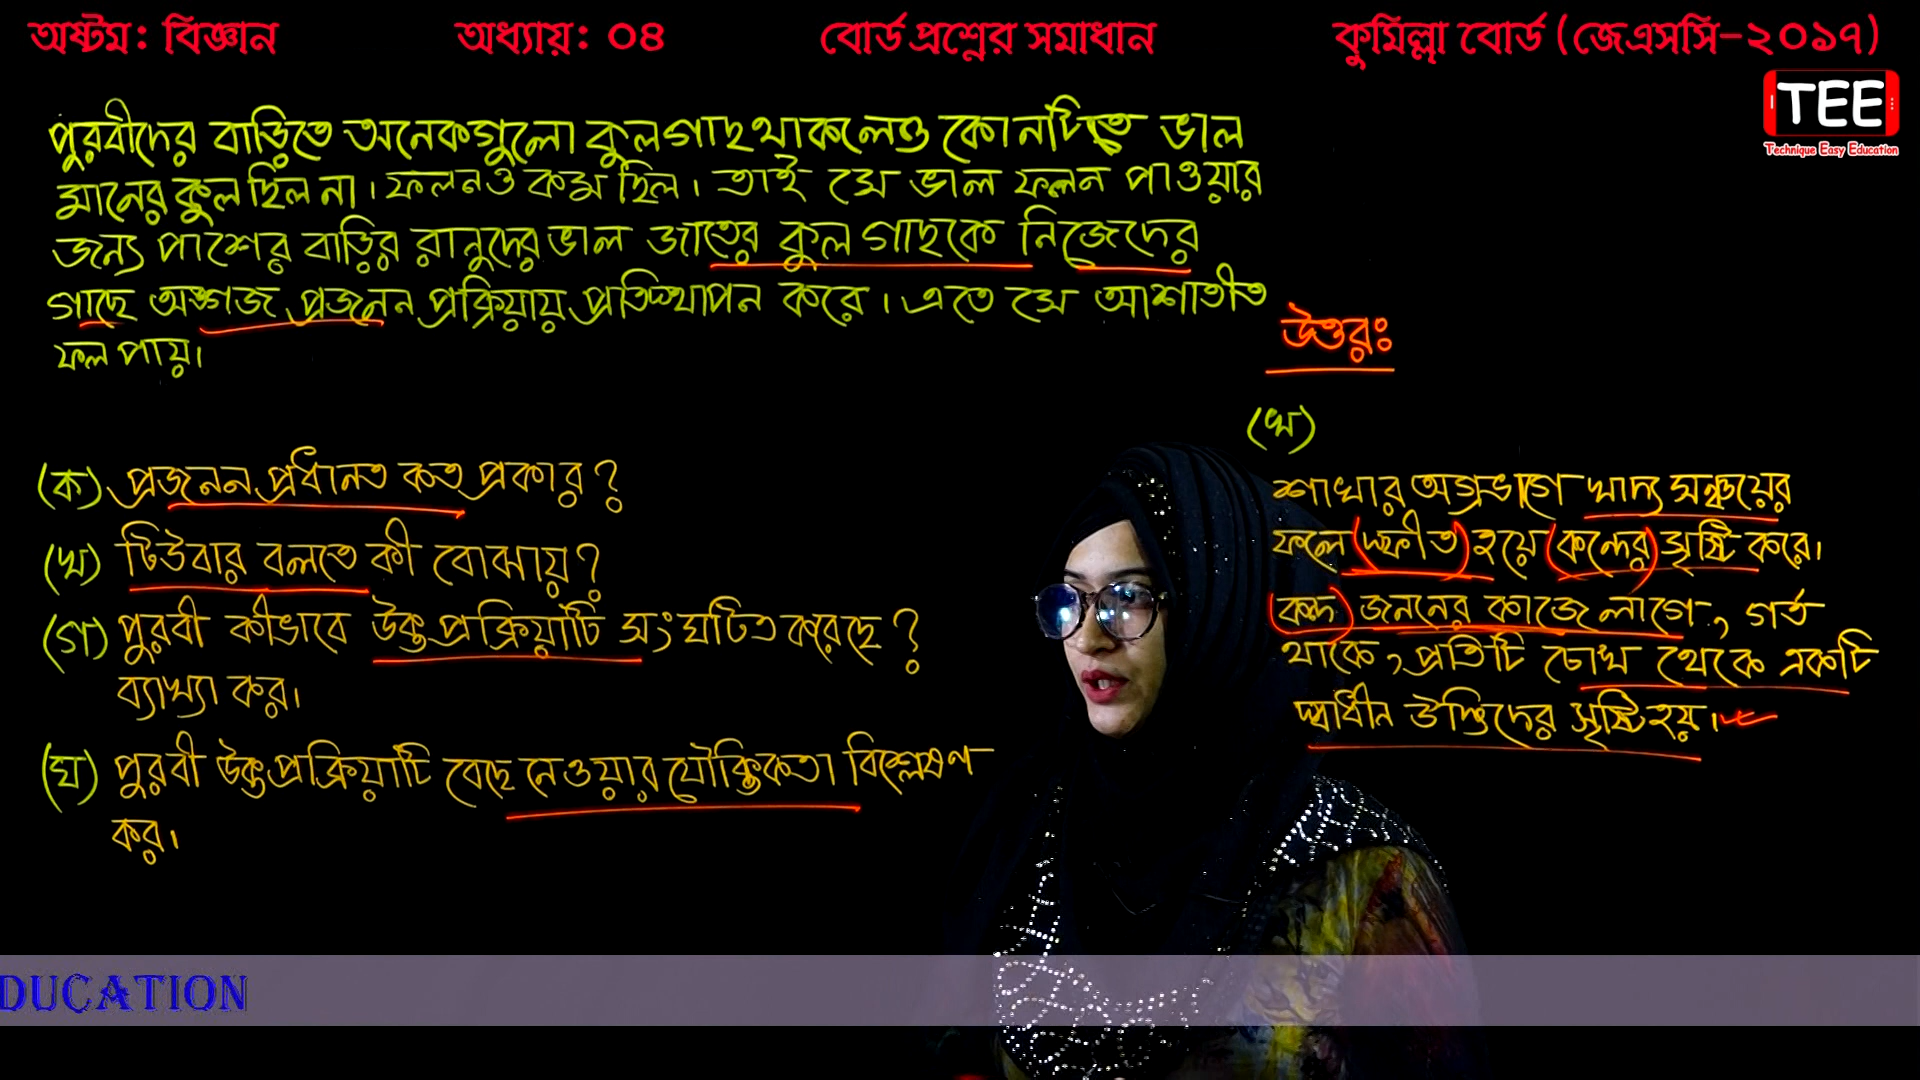 অষ্টম: বিজ্ঞান অধ্যায়: ০৪ বোর্ড প্রশ্নের সমাধান কুমিল্লা বোর্ড (জেএসসি-২০১৭)
TEE
Technique Easy Education
পুরবীদের বাড়িতে অনেকগুলো কুলগাছ থাকলেও কোনটিতে ভাল
মানের কুল ছিল না। ফলনও কম ছিল। তাই সে ভাল ফলন পাওয়ার
জন্য পাশের বাড়ির রানুদের ভাল জাতের কুল গাছকে নিজেদের
গাছে অঙ্গজ প্রজনন প্রক্রিয়ায় প্রতিস্থাপন করে। এতে সে আশাতীত
ফল পায়।
(ক) প্রজনন প্রধানত কত প্রকার?
(খ) টিউবার বলতে কী বোঝায়?
(গ) পুরবী কীভাবে উক্ত প্রক্রিয়াটি সংঘটিত করেছে?
ব্যাখ্যা কর।
(ঘ) পুরবী উক্ত প্রক্রিয়াটি বেছে নেওয়ার যৌক্তিকতা বিশ্লেষণ
কর।
উত্তরঃ
(খ)
শাখার অগ্রভাগে খাদ্য সঞ্চয়ের
ফলে (স্ফীত) হয়ে (কন্দের) সৃষ্টি করে।
(কন্দ) জননের কাজে লাগে, গর্ত
থাকে, প্রতিটি চোখ থেকে একটি
স্বাধীন উদ্ভিদের সৃষ্টি হয়।
DUCATION